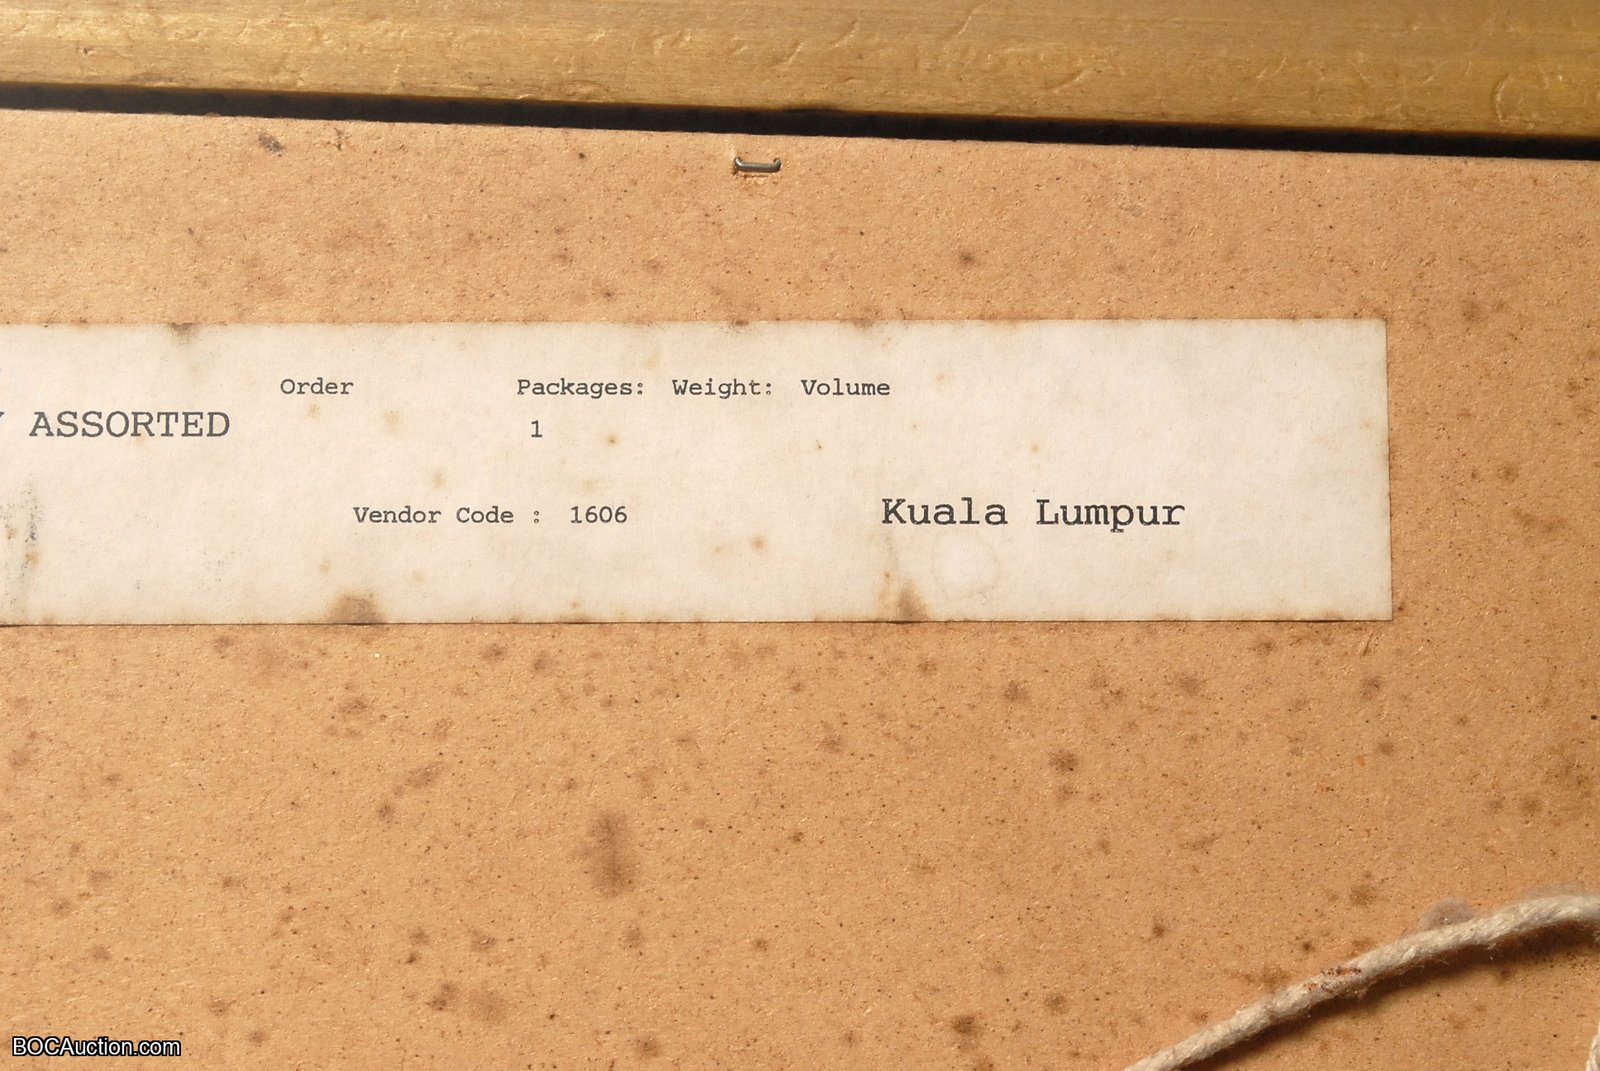 Order Packages: Weight: Volume
ASSORTED 1
Vendor Code : 1606 Kuala Lumpur
BOCAuction.com